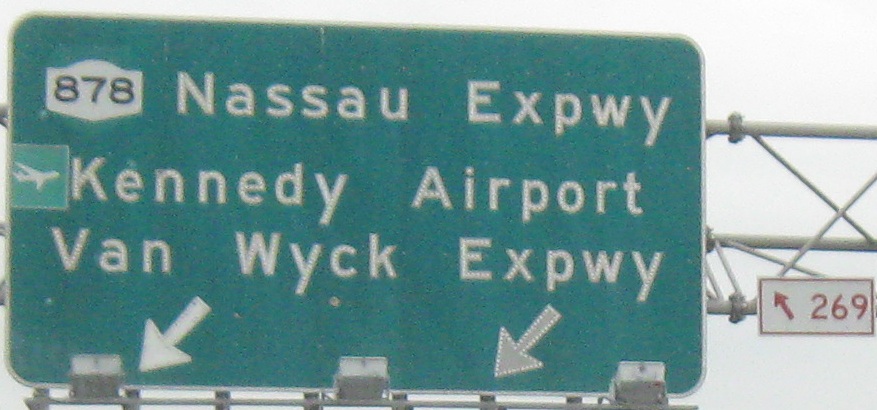 878 Nassau Expwy
Kennedy Airport
Van Wyck Expwy
269